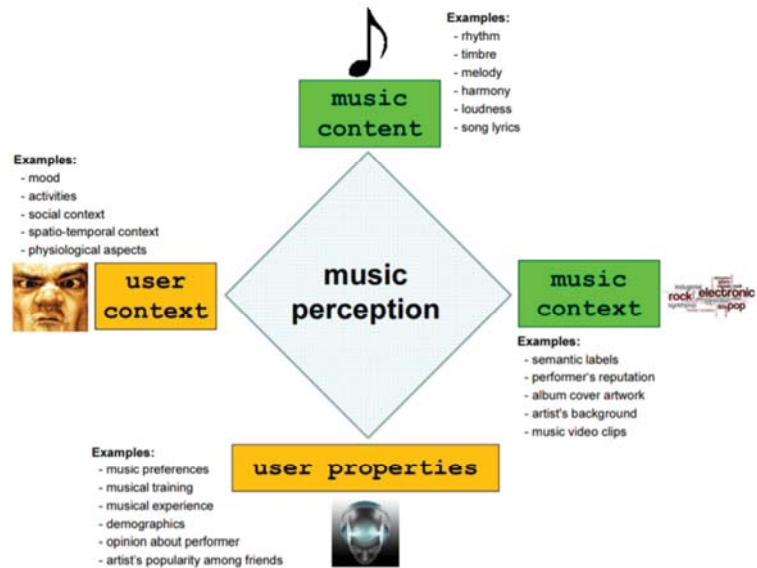 Examples:
- rhythm
- timbre
- melody
- harmony
- loudness
- song lyrics
music
content
Examples:
- mood
- activities
- social context
- spatio-temporal context
- physiological aspects
user
context
music
perception
music
context
industrial
rock
electronic
pop
Examples:
- semantic labels
- performer's reputation
- album cover artwork
- artist's background
- music video clips
user properties
Examples:
- music preferences
- musical training
- musical experience
- demographics
- opinion about performer
- artist's popularity among friends